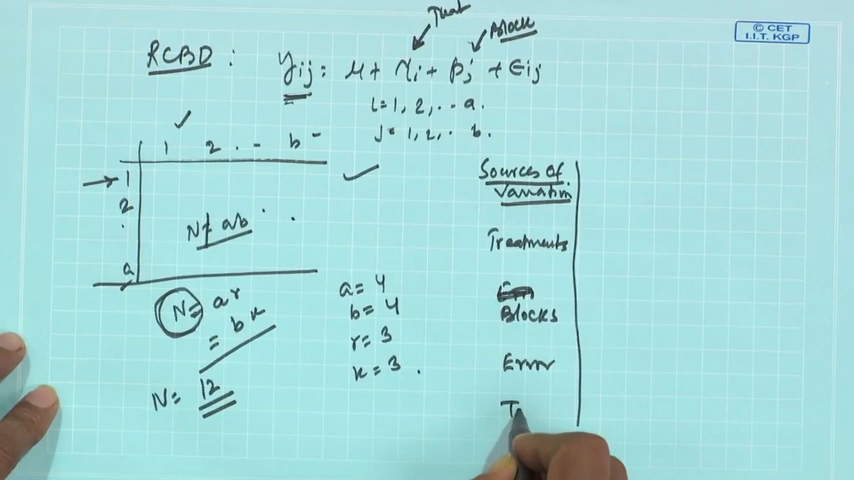 © CET
I.I.T. KGP
Treat
Block
RCBD : yij = μ + τi + βj + ϵij
i = 1, 2, .. a.
j = 1, 2, .. b.
1 2 . - b
1
2
.
a
N≠ab
N = ar
= bk
N = 12
a = 4
b = 4
r = 3
k = 3 .
Sources of
Variation
Treatments
Blocks
Error
T